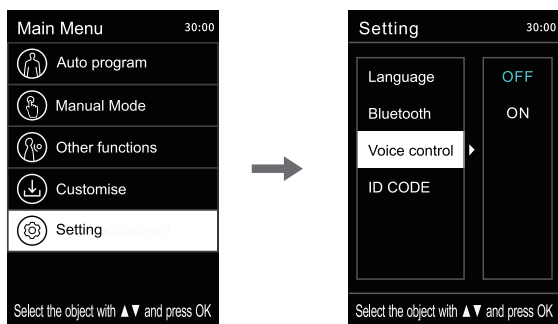 Main Menu 30:00
Auto program
Manual Mode
Other functions
Customise
Setting
Select the object with ▲▼ and press OK
Setting 30:00
Language OFF
Bluetooth ON
Voice control
ID CODE
Select the object with ▲▼ and press OK